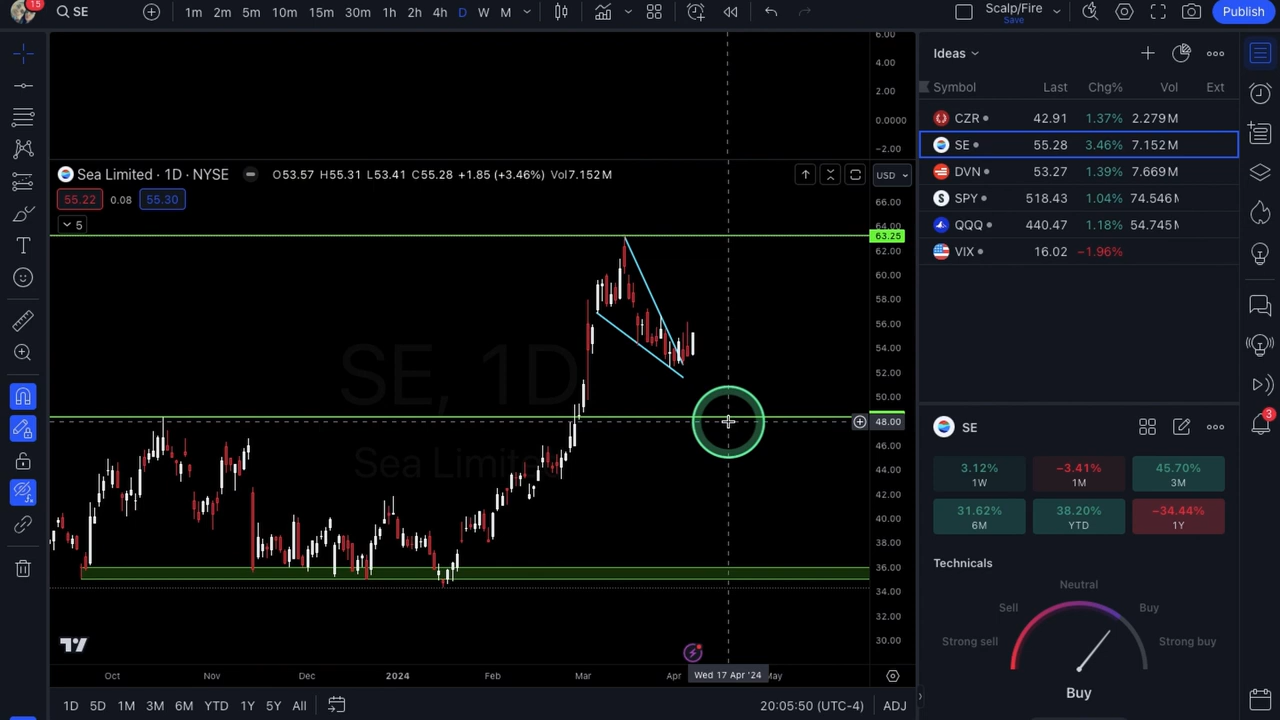 15
SE
1m 2m 5m 10m 15m 30m 1h 2h 4h D W M
Scalp/Fire
Save
Publish
Ideas
Symbol Last Chg% Vol Ext
CZR 42.91 1.37% 2.279M
SE 55.28 3.46% 7.152M
DVN 53.27 1.39% 7.669M
SPY 518.43 1.04% 74.546M
QQQ 440.47 1.18% 54.745M
VIX 16.02 −1.96%
Sea Limited · 1D · NYSE
O53.57 H55.31 L53.41 C55.28 +1.85 (+3.46%) Vol7.152M
USD
55.22 0.08 55.30
5
6.00
4.00
2.00
0.0000
−2.00
66.00
64.00
63.25
62.00
60.00
58.00
56.00
54.00
52.00
50.00
48.00
46.00
44.00
42.00
40.00
38.00
36.00
34.00
32.00
30.00
SE, 1D
Sea Limited
Oct Nov Dec 2024 Feb Mar Apr Wed 17 Apr '24 May
1D 5D 1M 3M 6M YTD 1Y 5Y All
20:05:50 (UTC-4) ADJ
3
SE
3.12%
1W
−3.41%
1M
45.70%
3M
31.62%
6M
38.20%
YTD
−34.44%
1Y
Technicals
Neutral
Sell Buy
Strong sell Strong buy
Buy